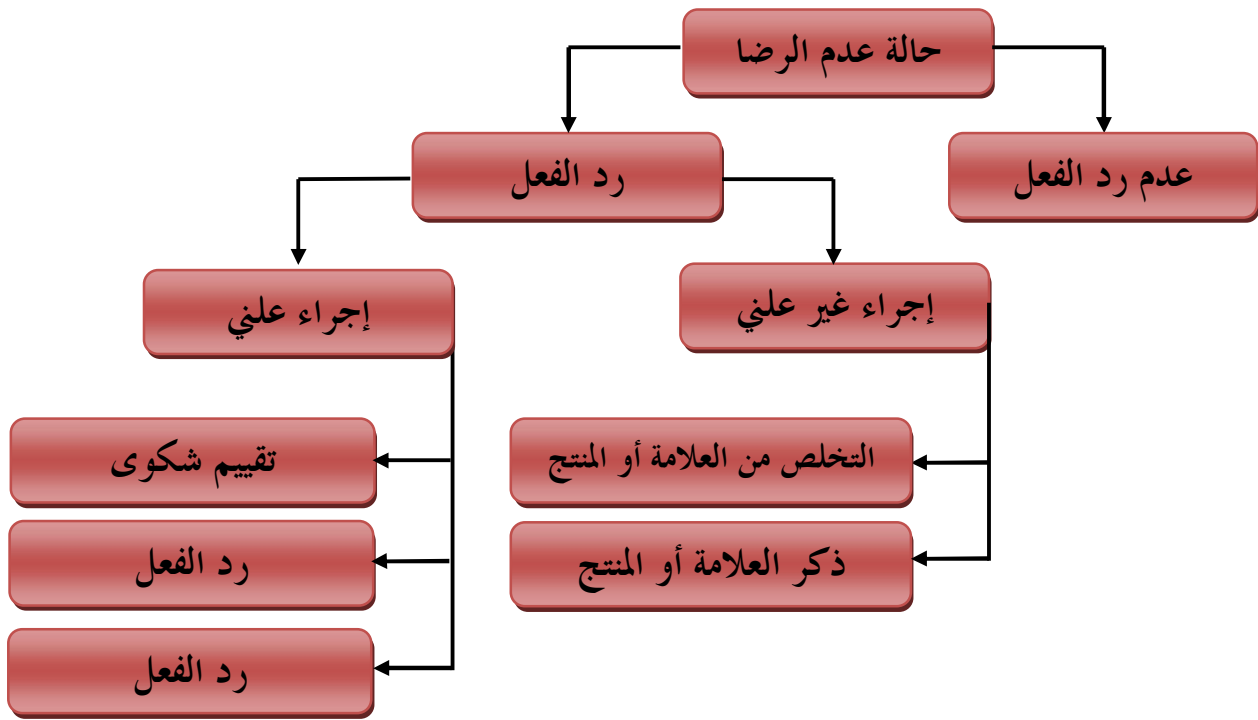 حالة عدم الرضا
عدم رد الفعل
رد الفعل
إجراء غير علني
إجراء علني
التخلص من العلامة أو المنتج
تقييم شكوى
ذكر العلامة أو المنتج
رد الفعل
رد الفعل